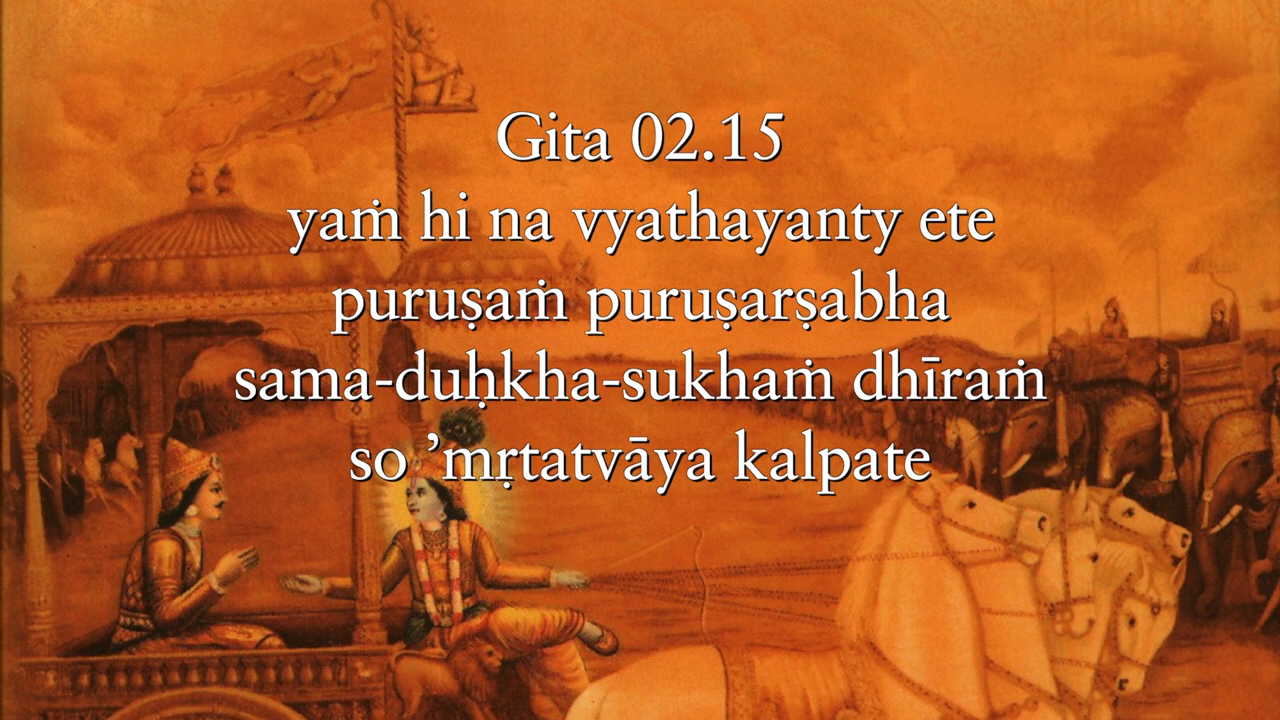 Gita 02.15
yaṁ hi na vyathayanty ete
puruṣaṁ puruṣarṣabha
sama-duḥkha-sukhaṁ dhīraṁ
so ’mṛtatvāya kalpate